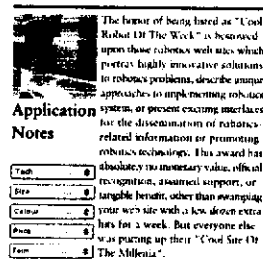 The honor of being listed as "Cool
Robot Of The Week" is bestowed
upon those robotics web sites which
portray highly innovative solutions
to robotics problems, describe unique
approaches to implementing robotics
system, or present exciting interfaces
for the dissemination of robotics-
related information or promoting
robotics technology. This award has
absolutely no monetary value, official
recognition, assumed support, or
tangible benefit, other than swamping
your web site with a few dozen extra
hits for a week. But everyone else
was putting up their "Cool Site Of
The Millenia".
Application
Notes
Tech
Size
Colour
Price
Form